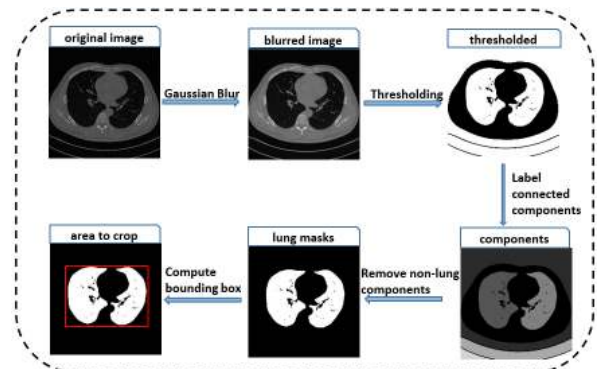 original image
blurred image
thresholded
Gaussian Blur
Thresholding
Label
connected
components
area to crop
lung masks
components
Compute
bounding box
Remove non-lung
components